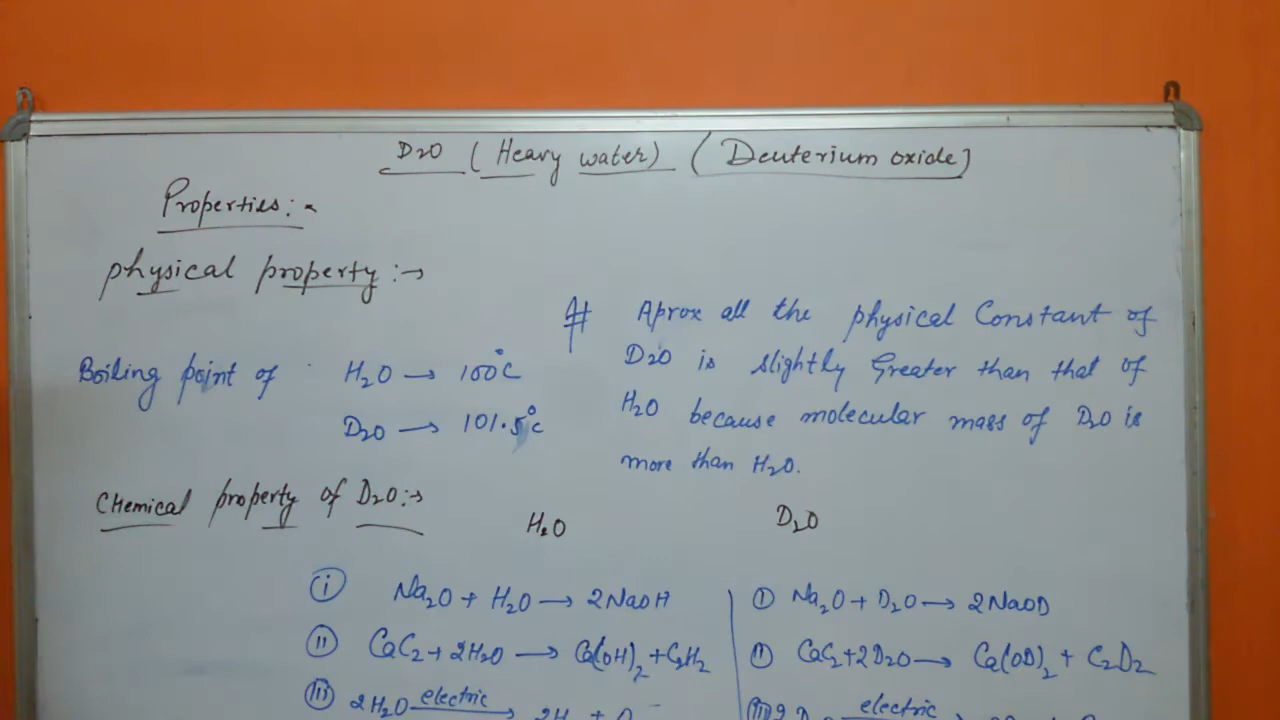 D2O (Heavy water) (Deuterium oxide)
Properties:-
physical property :→
Boiling point of H2O → 100°C
D2O → 101.5°C
# Aprox all the physical Constant of
D2O is slightly Greater than that of
H2O because molecular mass of D2O is
more than H2O.
Chemical property of D2O:→
H2O D2O
(i) Na2O + H2O → 2NaOH
(I) Na2O + D2O → 2NaOD
(II) CaC2 + 2H2O → Ca(OH)2 + C2H2
(II) CaC2 + 2D2O → Ca(OD)2 + C2D2
(III) 2H2O electric → 2H + O
(III) 2D electric